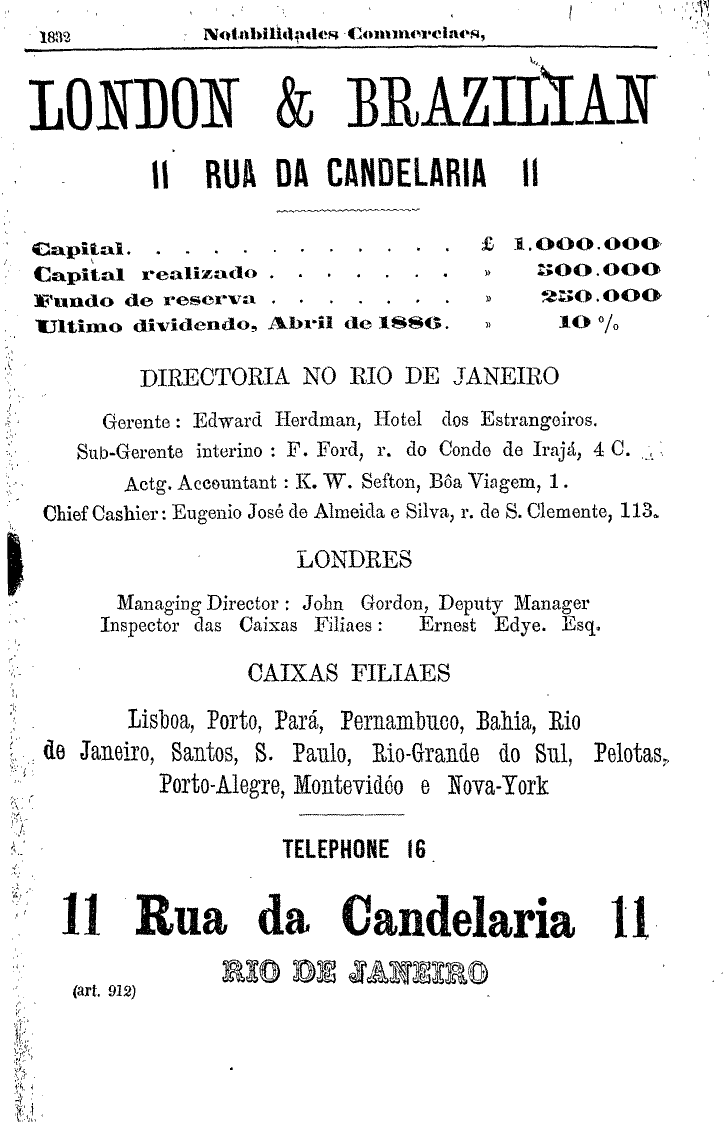 1832 Notabilidades Commerciaes,
LONDON & BRAZILIAN
11 RUA DA CANDELARIA 11
Capital. . . . . . . . . . . . . £ 1.000.000
Capital realizado . . . . . . . » 500.000
Fundo de reserva . . . . . . . » 250.000
Ultimo dividendo, Abril de 1886. » 10 %
DIRECTORIA NO RIO DE JANEIRO
Gerente : Edward Herdman, Hotel dos Estrangeiros.
Sub-Gerente interino : F. Ford, r. do Conde de Irajá, 4 C.
Actg. Accountant : K. W. Sefton, Bôa Viagem, 1.
Chief Cashier : Eugenio José de Almeida e Silva, r. de S. Clemente, 113.
LONDRES
Managing Director : John Gordon, Deputy Manager
Inspector das Caixas Filiaes : Ernest Edye. Esq.
CAIXAS FILIAES
Lisboa, Porto, Pará, Pernambuco, Bahia, Rio
de Janeiro, Santos, S. Paulo, Rio-Grande do Sul, Pelotas,
Porto-Alegre, Montevidéo e Nova-York
TELEPHONE 16
11 Rua da Candelaria 11
RIO DE JANEIRO
(art. 912)